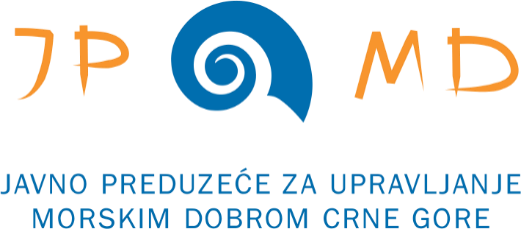 JP MD
JAVNO PREDUZEĆE ZA UPRAVLJANJE
MORSKIM DOBROM CRNE GORE